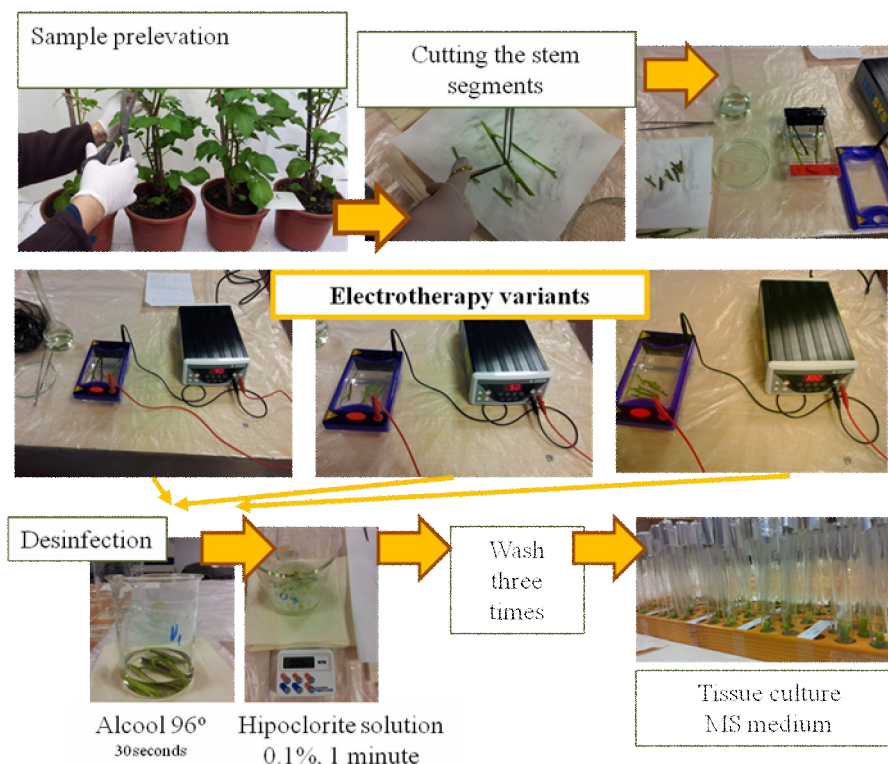 Sample prelevation
Cutting the stem
segments
Electrotherapy variants
Desinfection
Wash
three
times
Alcool 96º
30seconds
Hipoclorite solution
0.1%, 1 minute
Tissue culture
MS medium